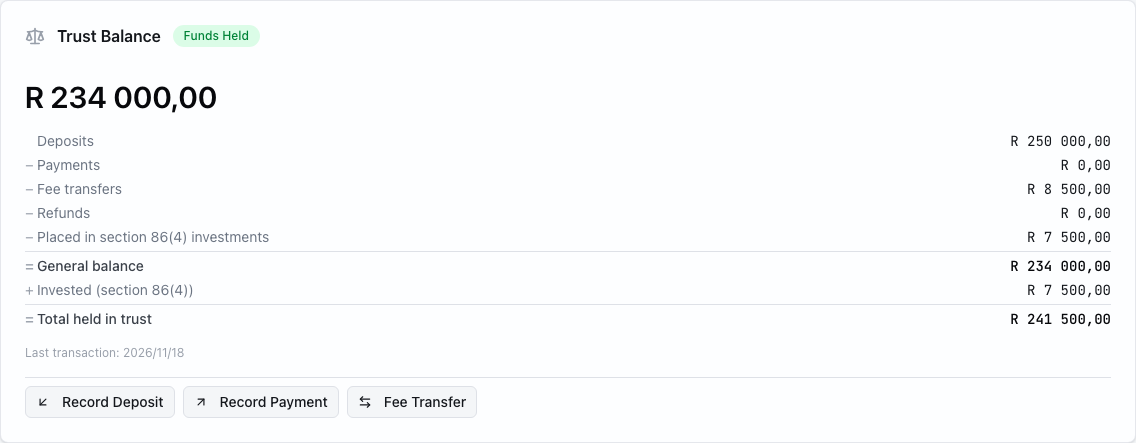 Trust Balance Funds Held
R 234 000,00
Deposits R 250 000,00
– Payments R 0,00
– Fee transfers R 8 500,00
– Refunds R 0,00
– Placed in section 86(4) investments R 7 500,00
= General balance R 234 000,00
+ Invested (section 86(4)) R 7 500,00
= Total held in trust R 241 500,00
Last transaction: 2026/11/18
Record Deposit Record Payment Fee Transfer